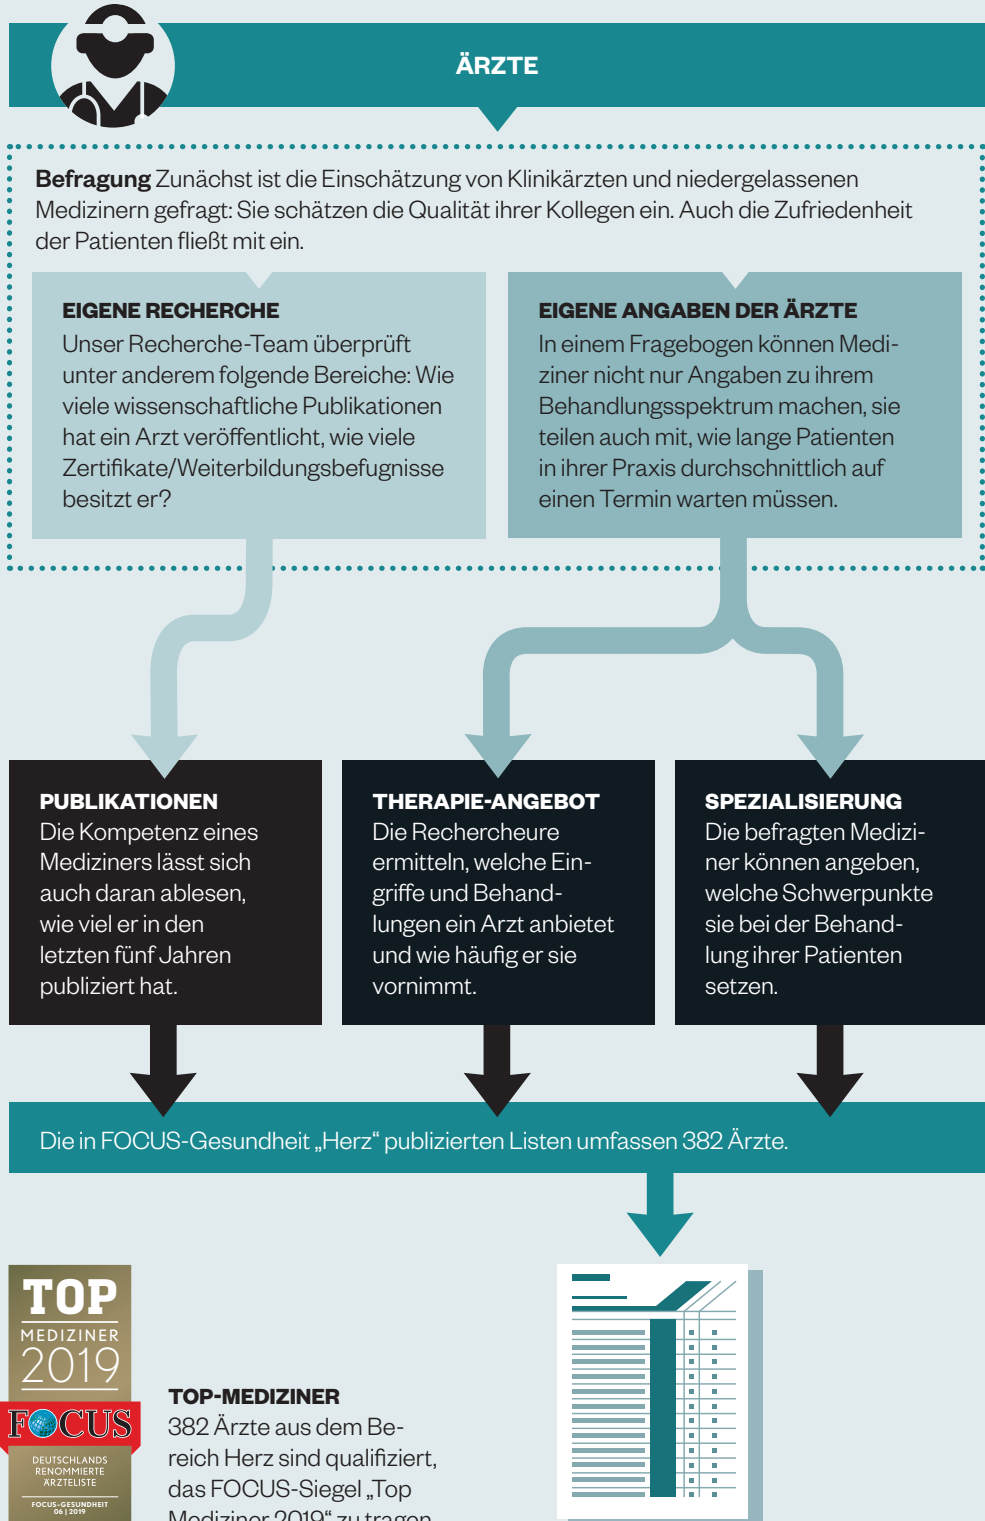 ÄRZTE
Befragung Zunächst ist die Einschätzung von Klinikärzten und niedergelassenen
Medizinern gefragt: Sie schätzen die Qualität ihrer Kollegen ein. Auch die Zufriedenheit
der Patienten fließt mit ein.
EIGENE RECHERCHE
Unser Recherche-Team überprüft
unter anderem folgende Bereiche: Wie
viele wissenschaftliche Publikationen
hat ein Arzt veröffentlicht, wie viele
Zertifikate/Weiterbildungsbefugnisse
besitzt er?
EIGENE ANGABEN DER ÄRZTE
In einem Fragebogen können Medi-
ziner nicht nur Angaben zu ihrem
Behandlungsspektrum machen, sie
teilen auch mit, wie lange Patienten
in ihrer Praxis durchschnittlich auf
einen Termin warten müssen.
PUBLIKATIONEN
Die Kompetenz eines
Mediziners lässt sich
auch daran ablesen,
wie viel er in den
letzten fünf Jahren
publiziert hat.
THERAPIE-ANGEBOT
Die Rechercheure
ermitteln, welche Ein-
griffe und Behand-
lungen ein Arzt anbietet
und wie häufig er sie
vornimmt.
SPEZIALISIERUNG
Die befragten Medizi-
ner können angeben,
welche Schwerpunkte
sie bei der Behand-
lung ihrer Patienten
setzen.
Die in FOCUS-Gesundheit „Herz“ publizierten Listen umfassen 382 Ärzte.
TOP
MEDIZINER
2019
FOCUS
DEUTSCHLANDS
RENOMMIERTE
ÄRZTELISTE
FOCUS-GESUNDHEIT
06 | 2019
TOP-MEDIZINER
382 Ärzte aus dem Be-
reich Herz sind qualifiziert,
das FOCUS-Siegel „Top
Mediziner 2019“ zu tragen